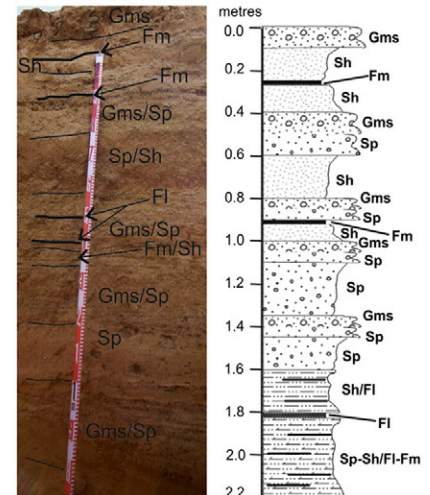 Gms
Fm
Sh
Fm
Gms/Sp
Sp/Sh
Fl
Gms/Sp
Fm/Sh
Gms/Sp
Sp
Gms/Sp
metres
0.0
Gms
Sh
0.2
Fm
Sh
0.4
Gms
Sp
0.6
Sh
0.8
Gms
Sp
Fm
Sh
1.0
Gms
Sp
1.2
Sp
Gms
1.4
Sp
1.6
Sh/Fl
1.8
Fl
2.0
Sp-Sh/Fl-Fm
2.2